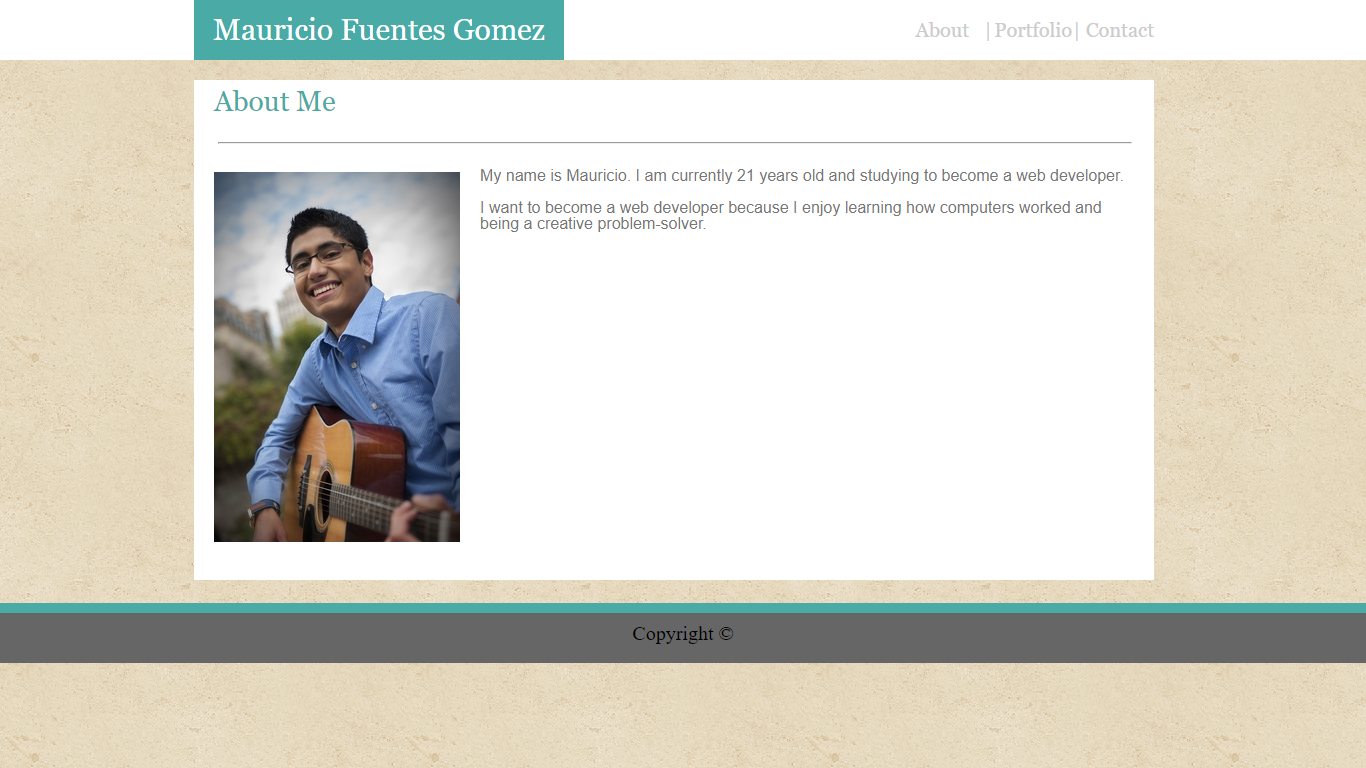 Mauricio Fuentes Gomez
About | Portfolio | Contact
About Me
My name is Mauricio. I am currently 21 years old and studying to become a web developer.
I want to become a web developer because I enjoy learning how computers worked and
being a creative problem-solver.
Copyright ©